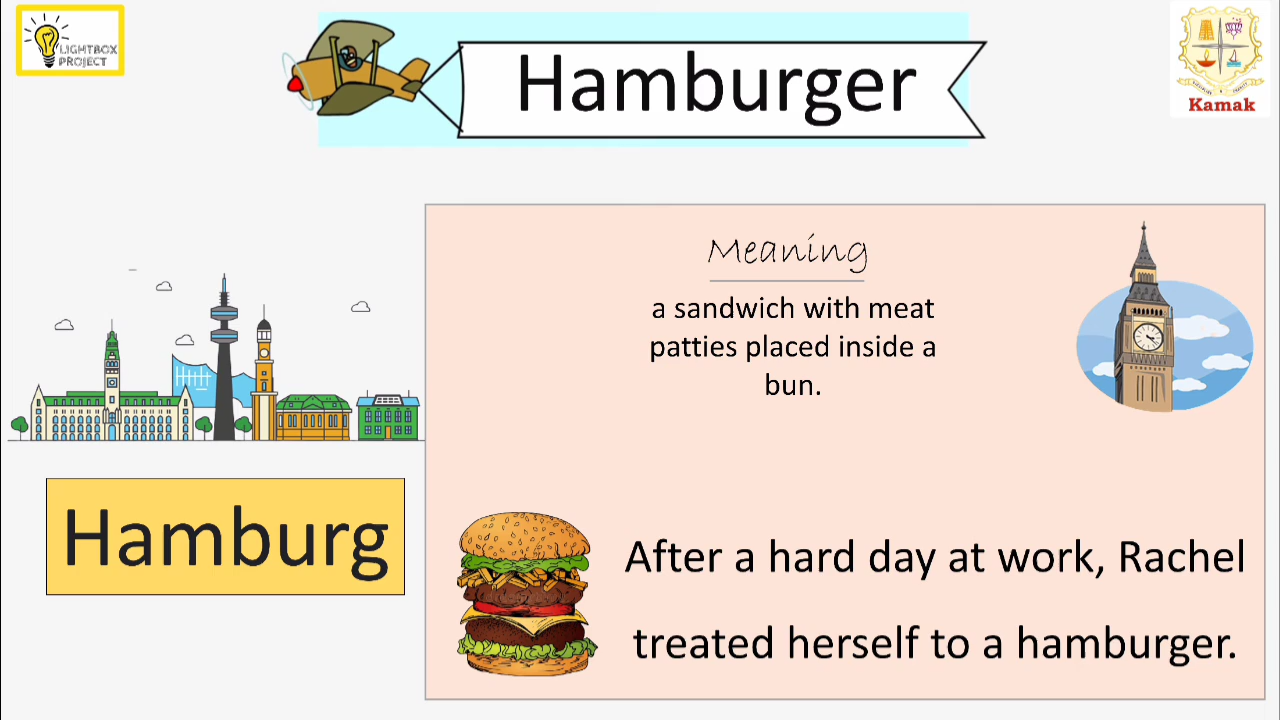 LIGHTBOX
PROJECT
Hamburger
Kamak
Meaning
a sandwich with meat
patties placed inside a
bun.
Hamburg
After a hard day at work, Rachel
treated herself to a hamburger.